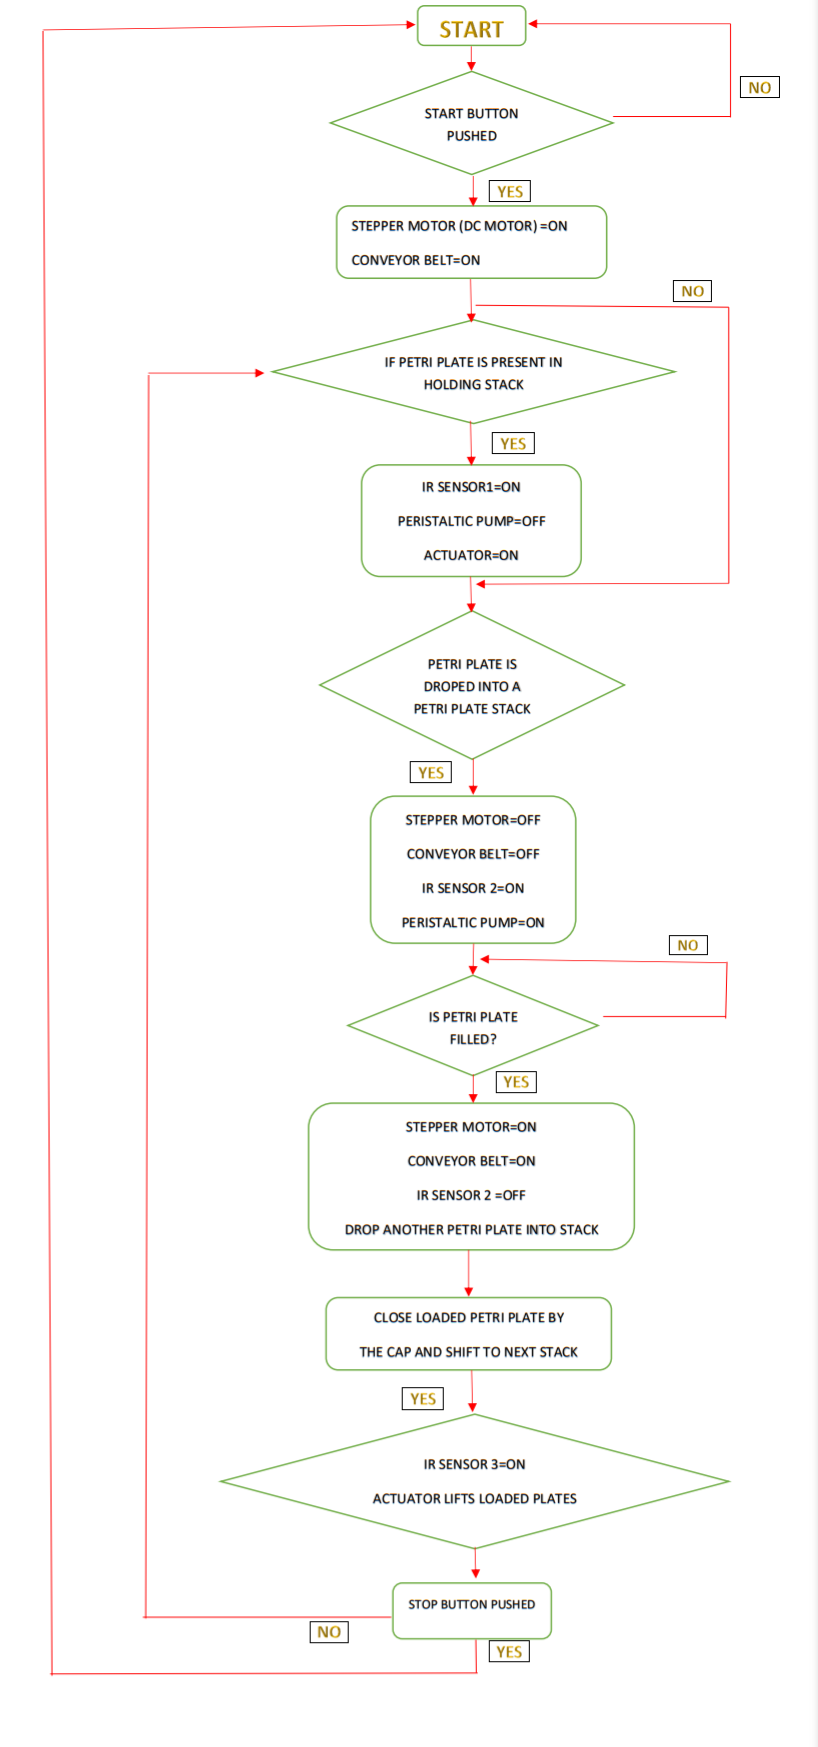 START
NO
START BUTTON
PUSHED
YES
STEPPER MOTOR (DC MOTOR) =ON
CONVEYOR BELT=ON
NO
IF PETRI PLATE IS PRESENT IN
HOLDING STACK
YES
IR SENSOR1=ON
PERISTALTIC PUMP=OFF
ACTUATOR=ON
PETRI PLATE IS
DROPED INTO A
PETRI PLATE STACK
YES
STEPPER MOTOR=OFF
CONVEYOR BELT=OFF
IR SENSOR 2=ON
PERISTALTIC PUMP=ON
NO
IS PETRI PLATE
FILLED?
YES
STEPPER MOTOR=ON
CONVEYOR BELT=ON
IR SENSOR 2 =OFF
DROP ANOTHER PETRI PLATE INTO STACK
CLOSE LOADED PETRI PLATE BY
THE CAP AND SHIFT TO NEXT STACK
YES
IR SENSOR 3=ON
ACTUATOR LIFTS LOADED PLATES
STOP BUTTON PUSHED
NO
YES